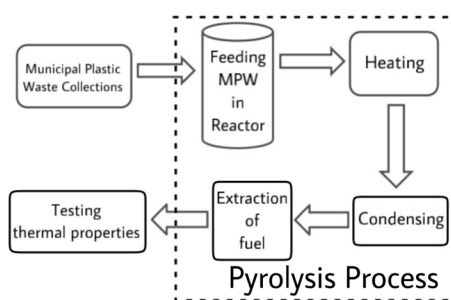 Municipal Plastic
Waste Collections
Feeding
MPW
in
Reactor
Heating
Condensing
Extraction
of
fuel
Testing
thermal properties
Pyrolysis Process